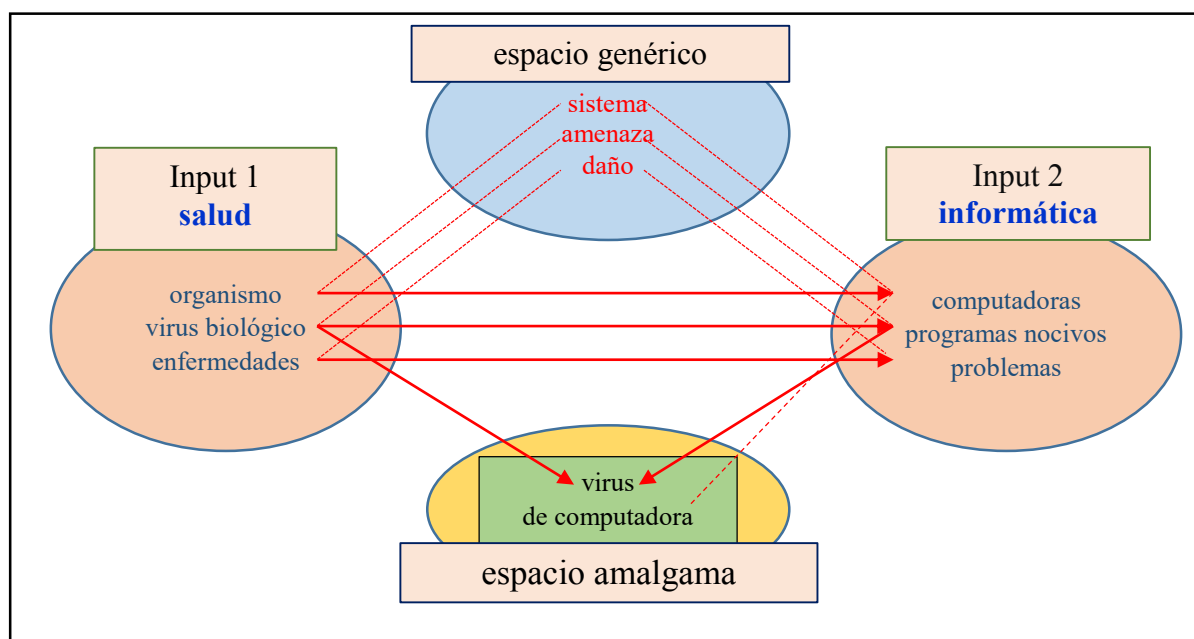 espacio genérico
sistema
amenaza
daño
Input 1
salud
Input 2
informática
organismo
virus biológico
enfermedades
computadoras
programas nocivos
problemas
virus
de computadora
espacio amalgama